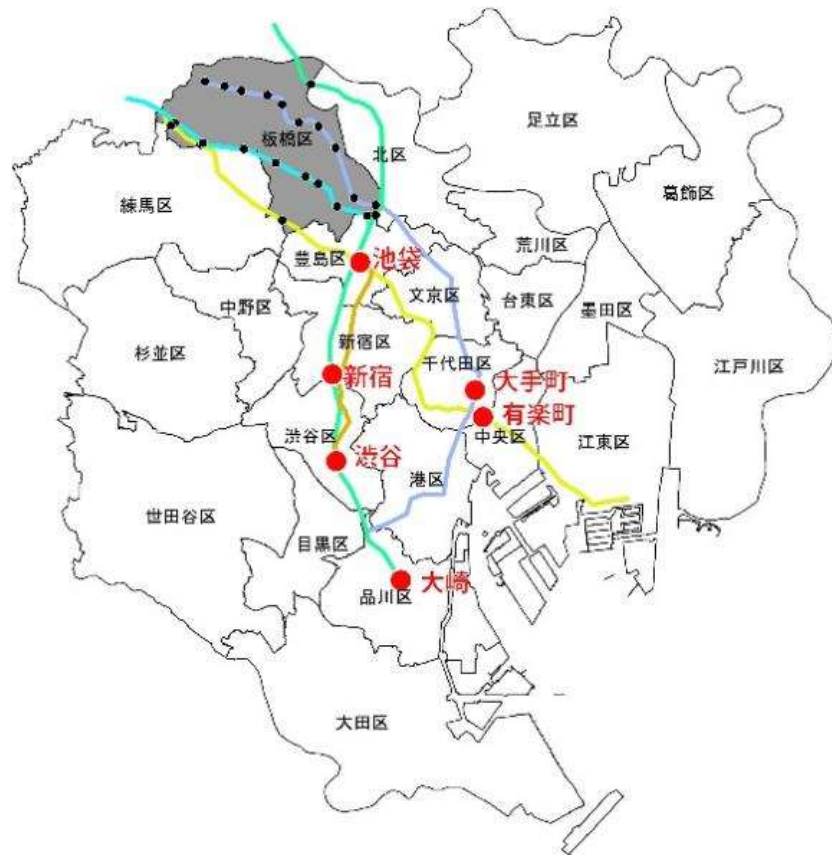 足立区
板橋区
北区
葛飾区
練馬区
荒川区
豊島区
池袋
文京区
台東区
墨田区
中野区
杉並区
新宿区
千代田区
江戸川区
新宿
大手町
有楽町
渋谷区
中央区
江東区
渋谷
港区
世田谷区
目黒区
大崎
品川区
大田区